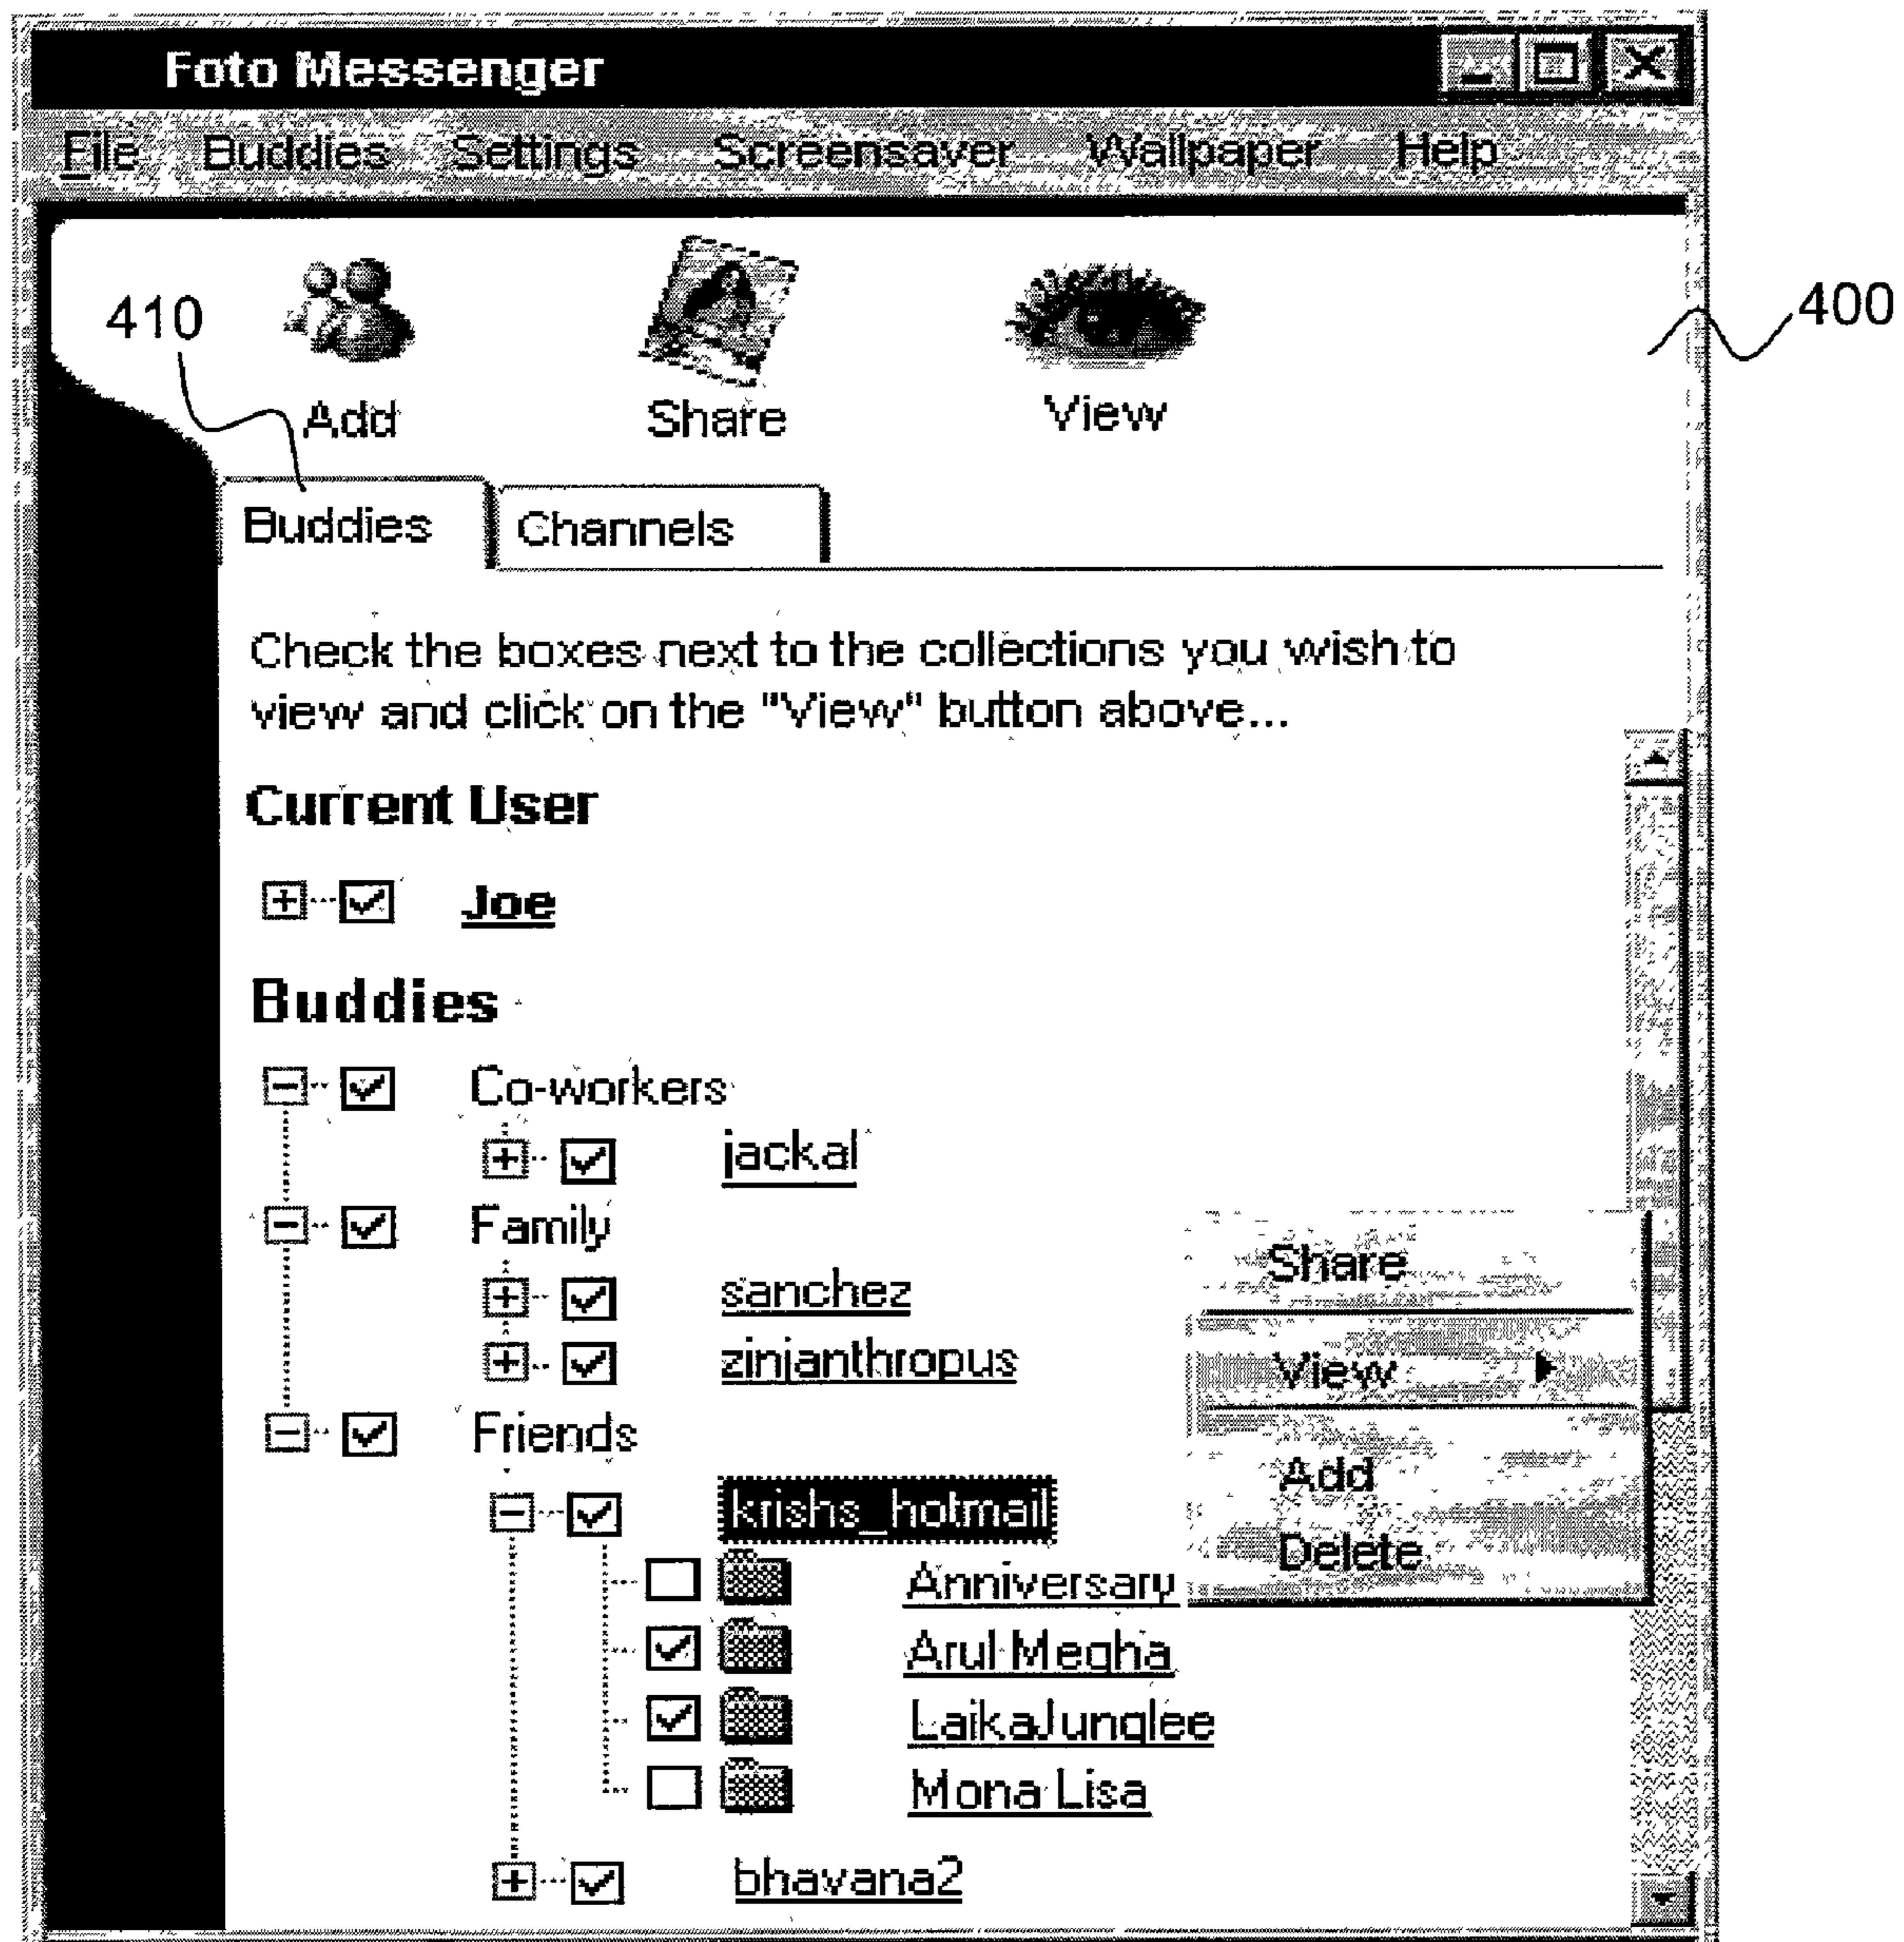 Foto Messenger
File Buddies Settings Screensaver Wallpaper Help
410
400
Add Share View
Buddies Channels
Check the boxes next to the collections you wish to
view and click on the "View" button above...
Current User
Joe
Buddies
Co-workers
jackal
Family
sanchez
zinjanthropus
Friends
krishs_hotmail
Anniversary
Arul Megha
LaikaJunglee
Mona Lisa
bhavana2
Share
View
Add
Delete